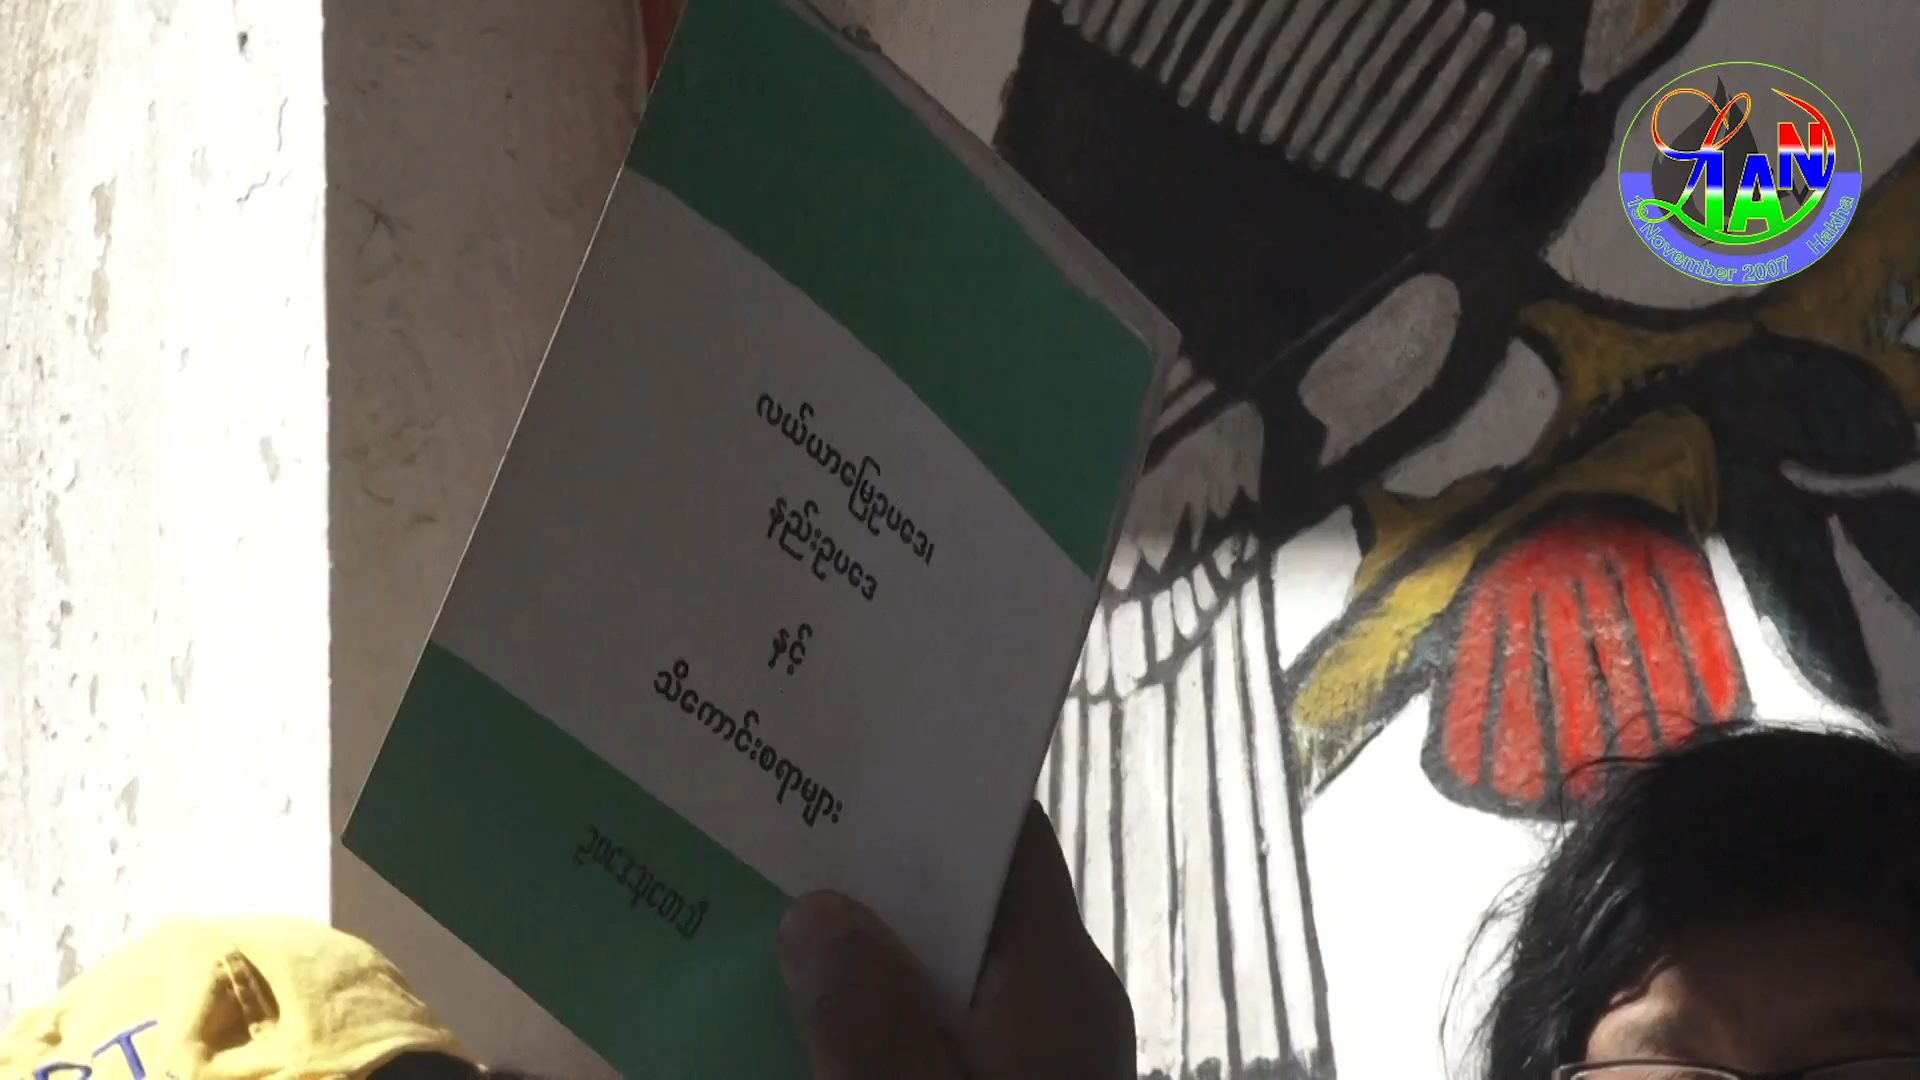 လယ်ယာမြေဥပဒေ၊
နည်းဥပဒေ
နှင့်
သိကောင်းစရာများ
ဥပဒေသုတေသီ
LIAN
19 November 2007 Hakha